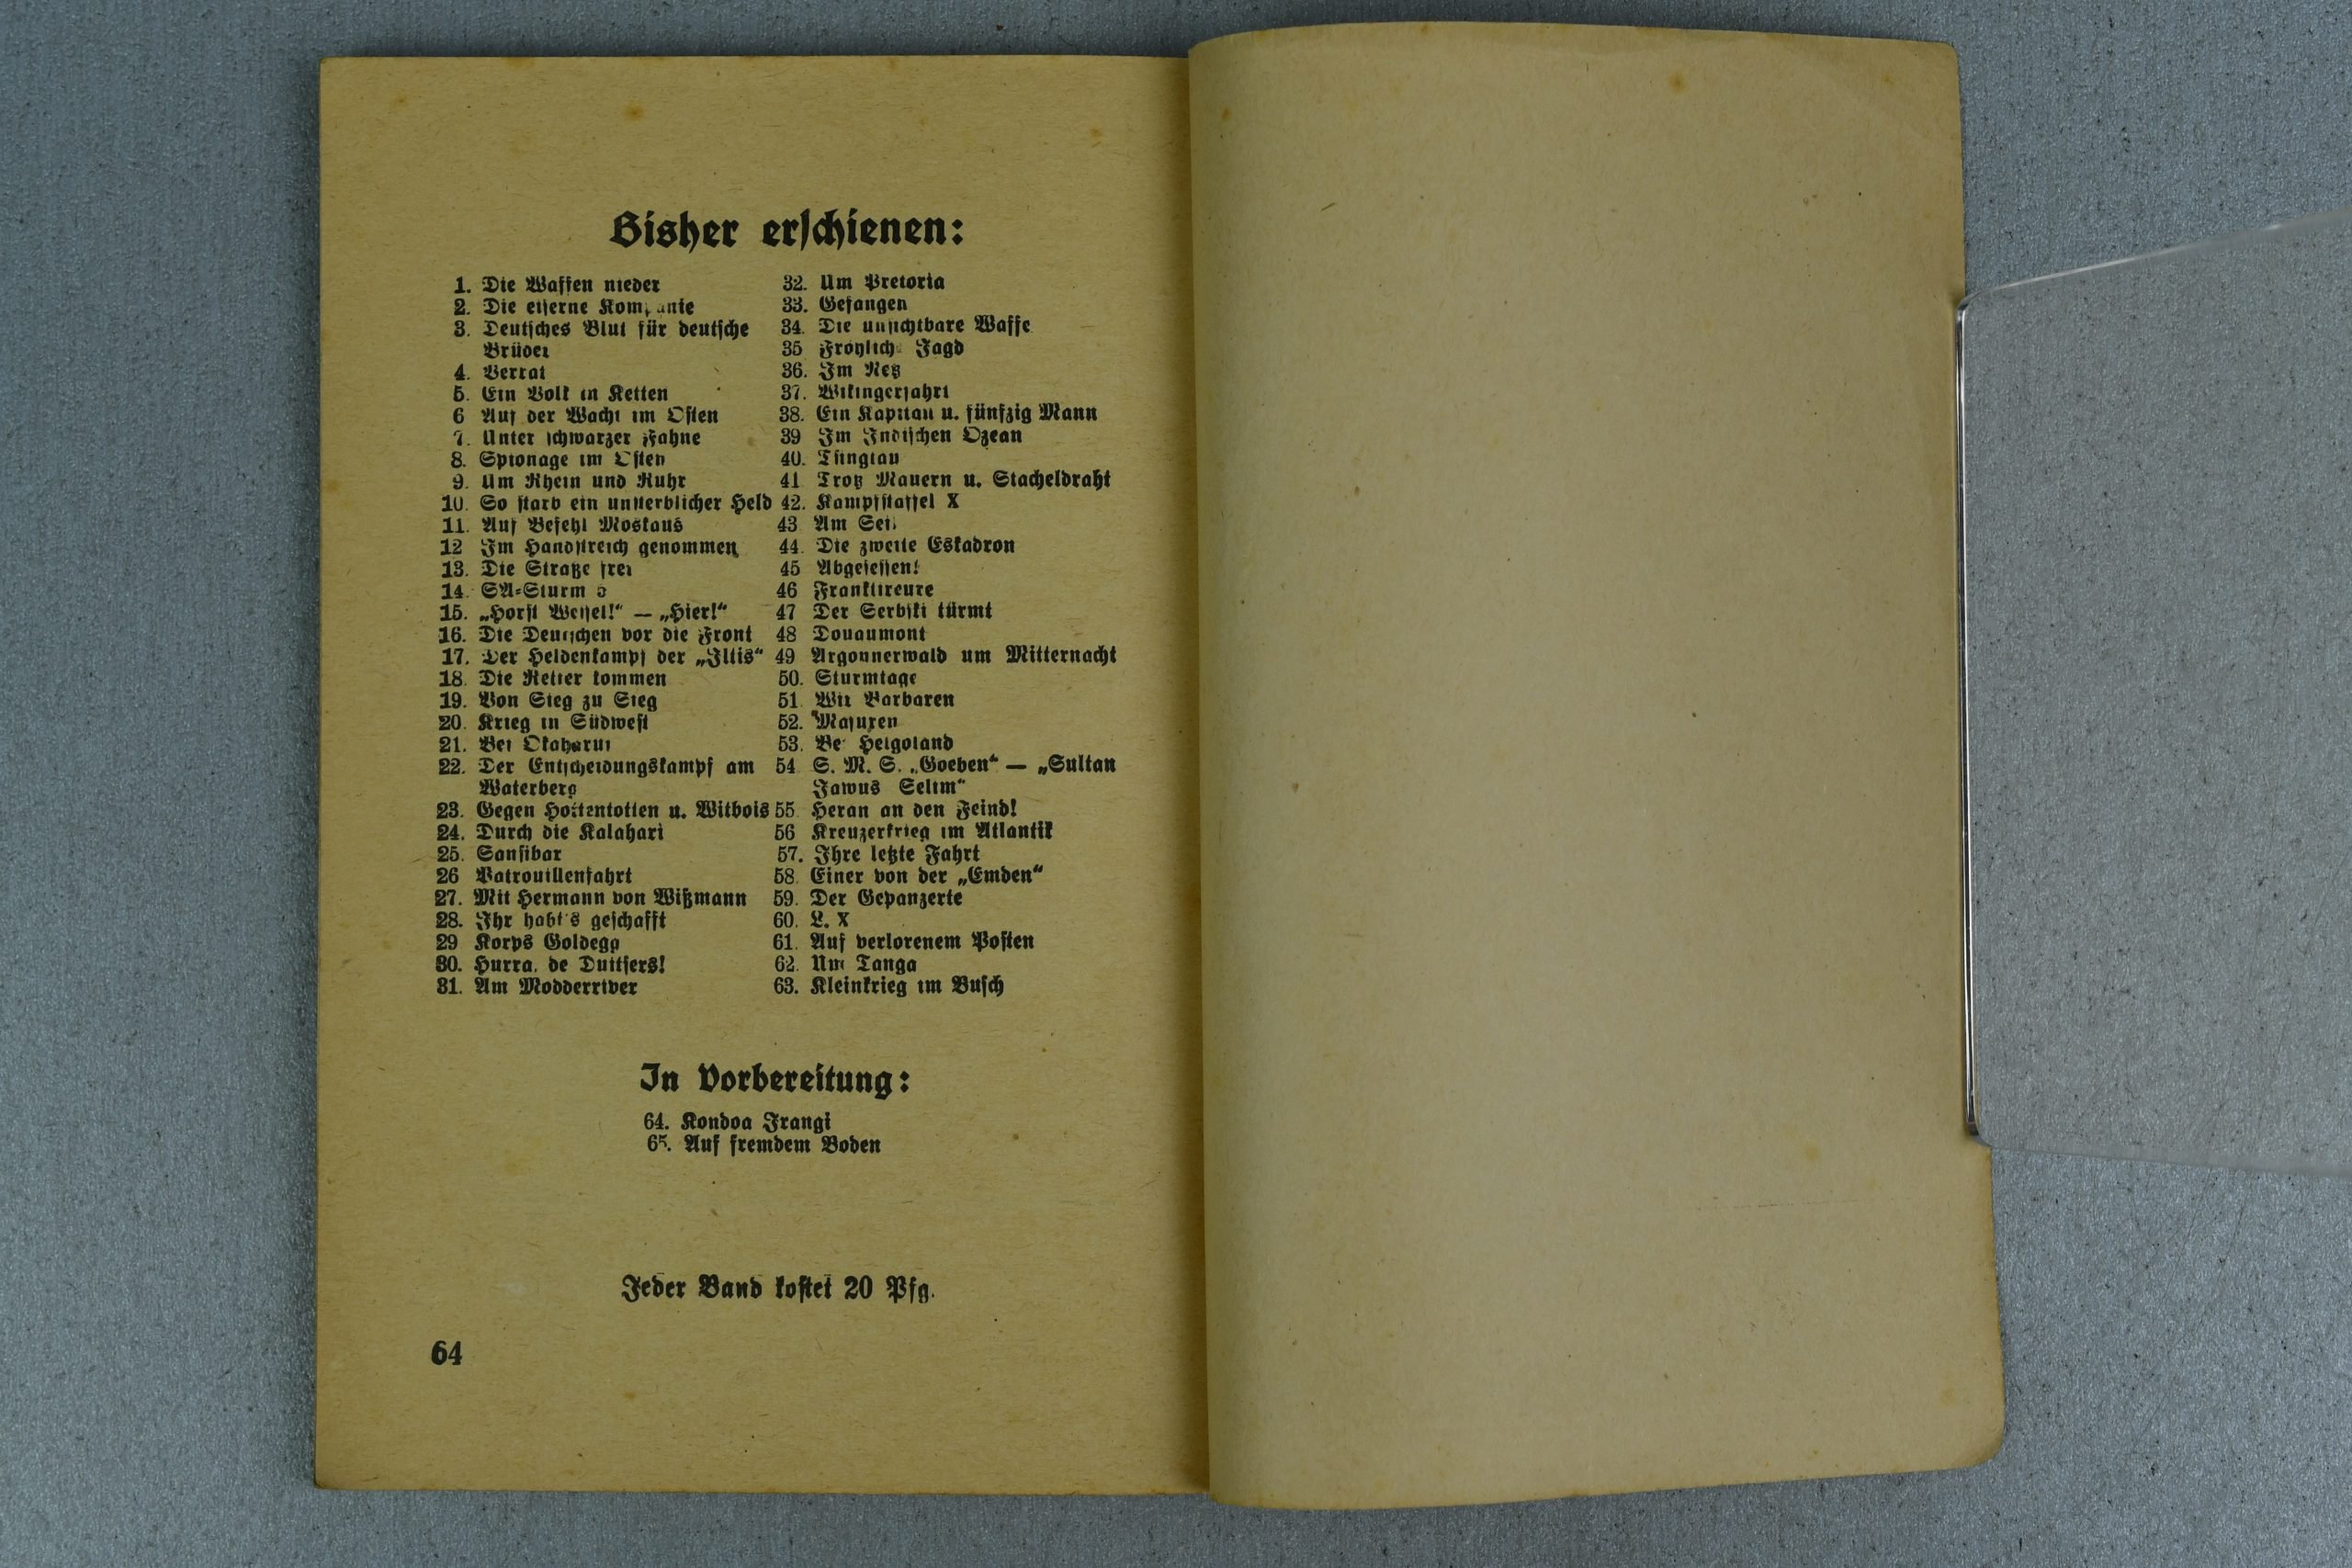 Bisher erschienen:
1. Die Waffen nieder
2. Die eiserne Kompanie
3. Deutsches Blut für deutsche
Brüder
4. Verrat
5. Ein Volk in Ketten
6 Auf der Wacht im Osten
7. Unter schwarzer Fahne
8. Spionage im Osten
9. Um Rhein und Ruhr
10. So starb ein unsterblicher Held
11. Auf Befehl Moskaus
12 Im Handstreich genommen
13. Die Straße frei
14. SA-Sturm
15. „Horst Wessel!“ — „Hier!“
16. Die Deutschen vor die Front
17. Der Heldenkampf der „Iltis“
18. Die Retter kommen
19. Von Sieg zu Sieg
20. Krieg in Südwest
21. Bei Okaharui
22. Der Entscheidungskampf am
Waterberg
23. Gegen Hottentotten u. Witbois
24. Durch die Kalahari
25. Sansibar
26 Patrouillenfahrt
27. Mit Hermann von Wißmann
28. Ihr habt's geschafft
29 Korps Goldegg
30. Hurra, de Duitsers!
31. Am Modderriver
32. Um Pretoria
33. Gefangen
34. Die unsichtbare Waffe
35 Fröhliche Jagd
36. Im Netz
37. Wikingerfahrt
38. Ein Kapitän u. fünfzig Mann
39 Im Indischen Ozean
40. Tsingtau
41 Trotz Mauern u. Stacheldraht
42. Kampfstaffel X
43 Am Seil
44. Die zweite Eskadron
45 Abgesessen!
46 Franktireure
47 Der Serbski türmt
48 Douaumont
49 Argonnerwald um Mitternacht
50. Sturmtage
51. Wir Barbaren
52. Masuren
53. Bei Helgoland
54 S. M. S. „Goeben“ — „Sultan
Jawus Selim“
55. Heran an den Feind!
56 Kreuzerkrieg im Atlantik
57. Ihre letzte Fahrt
58. Einer von der „Emden“
59. Der Gepanzerte
60. L. X
61. Auf verlorenem Posten
62. Um Tanga
63. Kleinkrieg im Busch
In Vorbereitung:
64. Kondoa Irangi
65. Auf fremdem Boden
Jeder Band kostet 20 Pfg.
64